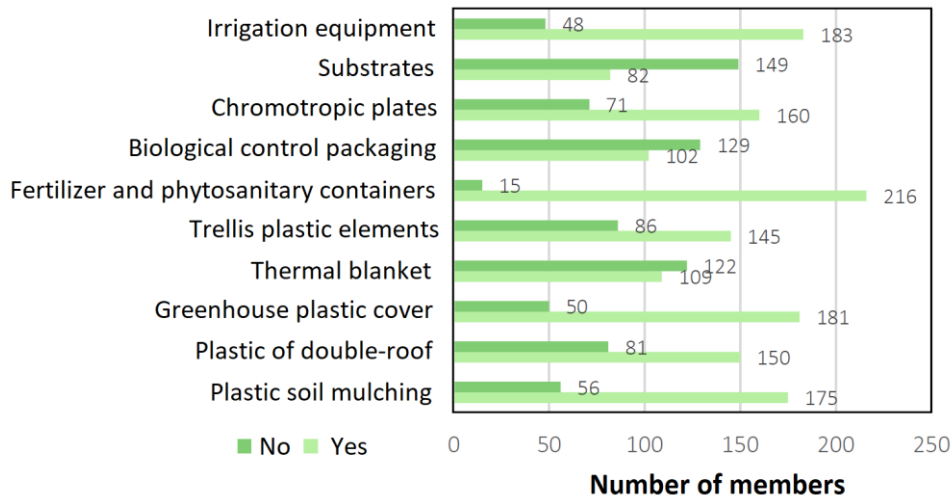 Irrigation equipment 48
183
Substrates 149
82
Chromotropic plates 71
160
Biological control packaging 129
102
Fertilizer and phytosanitary containers 15
216
Trellis plastic elements 86
145
Thermal blanket 122
109
Greenhouse plastic cover 50
181
Plastic of double-roof 81
150
Plastic soil mulching 56
175
No Yes 0 50 100 150 200 250
Number of members